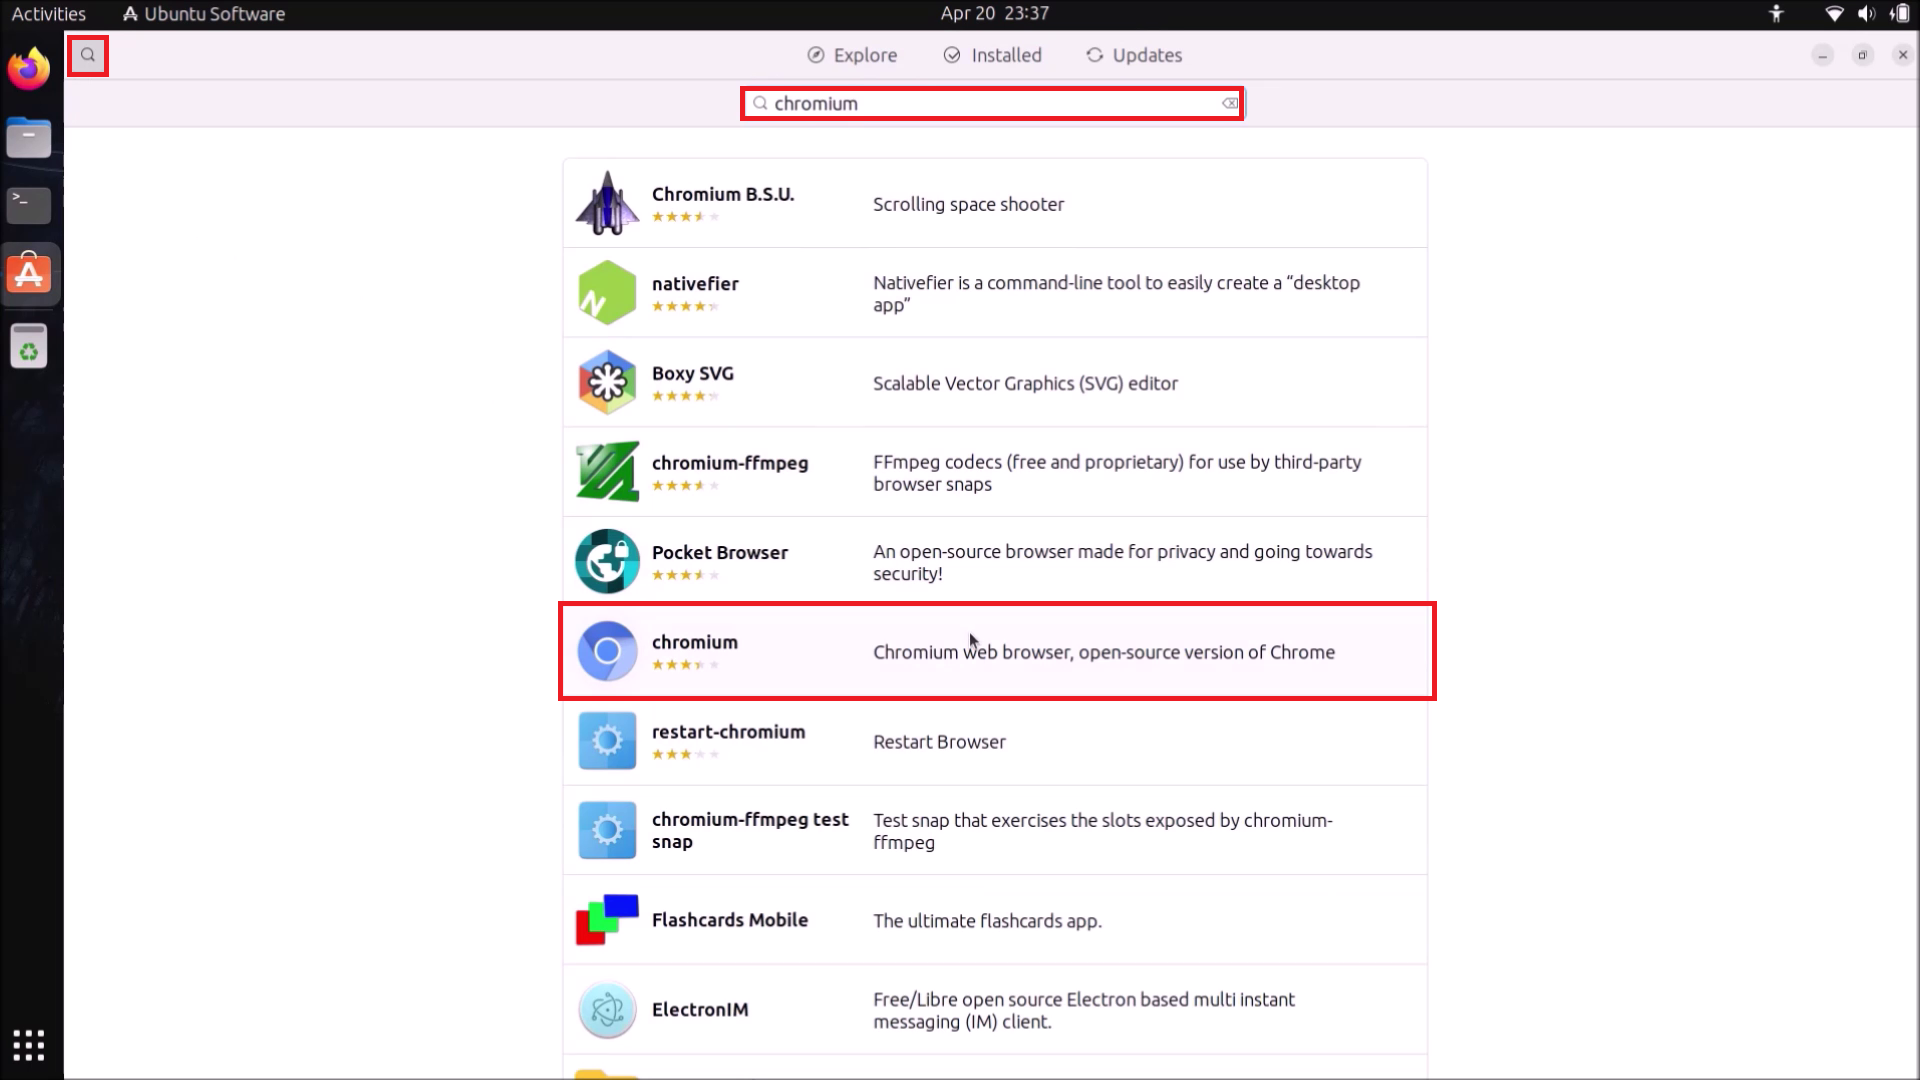 Activities
Ubuntu Software
Apr 20 23:37
Explore
Installed
Updates
chromium
Chromium B.S.U.
Scrolling space shooter
nativefier
Nativefier is a command-line tool to easily create a “desktop
app”
Boxy SVG
Scalable Vector Graphics (SVG) editor
chromium-ffmpeg
FFmpeg codecs (free and proprietary) for use by third-party
browser snaps
Pocket Browser
An open-source browser made for privacy and going towards
security!
chromium
Chromium web browser, open-source version of Chrome
restart-chromium
Restart Browser
chromium-ffmpeg test
snap
Test snap that exercises the slots exposed by chromium-
ffmpeg
Flashcards Mobile
The ultimate flashcards app.
ElectronIM
Free/Libre open source Electron based multi instant
messaging (IM) client.